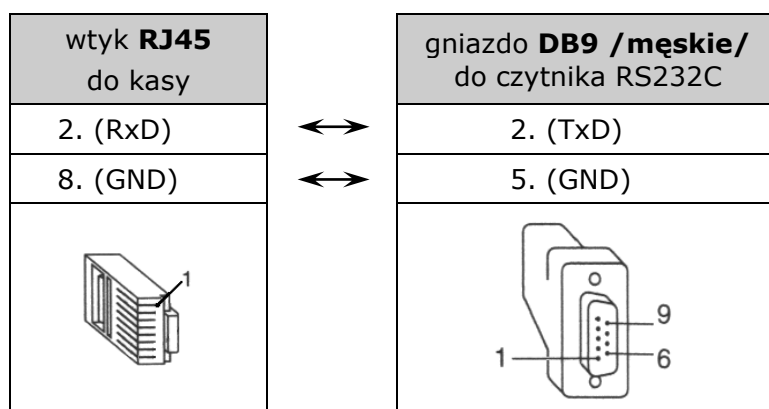 wtyk RJ45
do kasy
gniazdo DB9 /męskie/
do czytnika RS232C
2. (RxD)
2. (TxD)
8. (GND)
5. (GND)
1
9
1
6